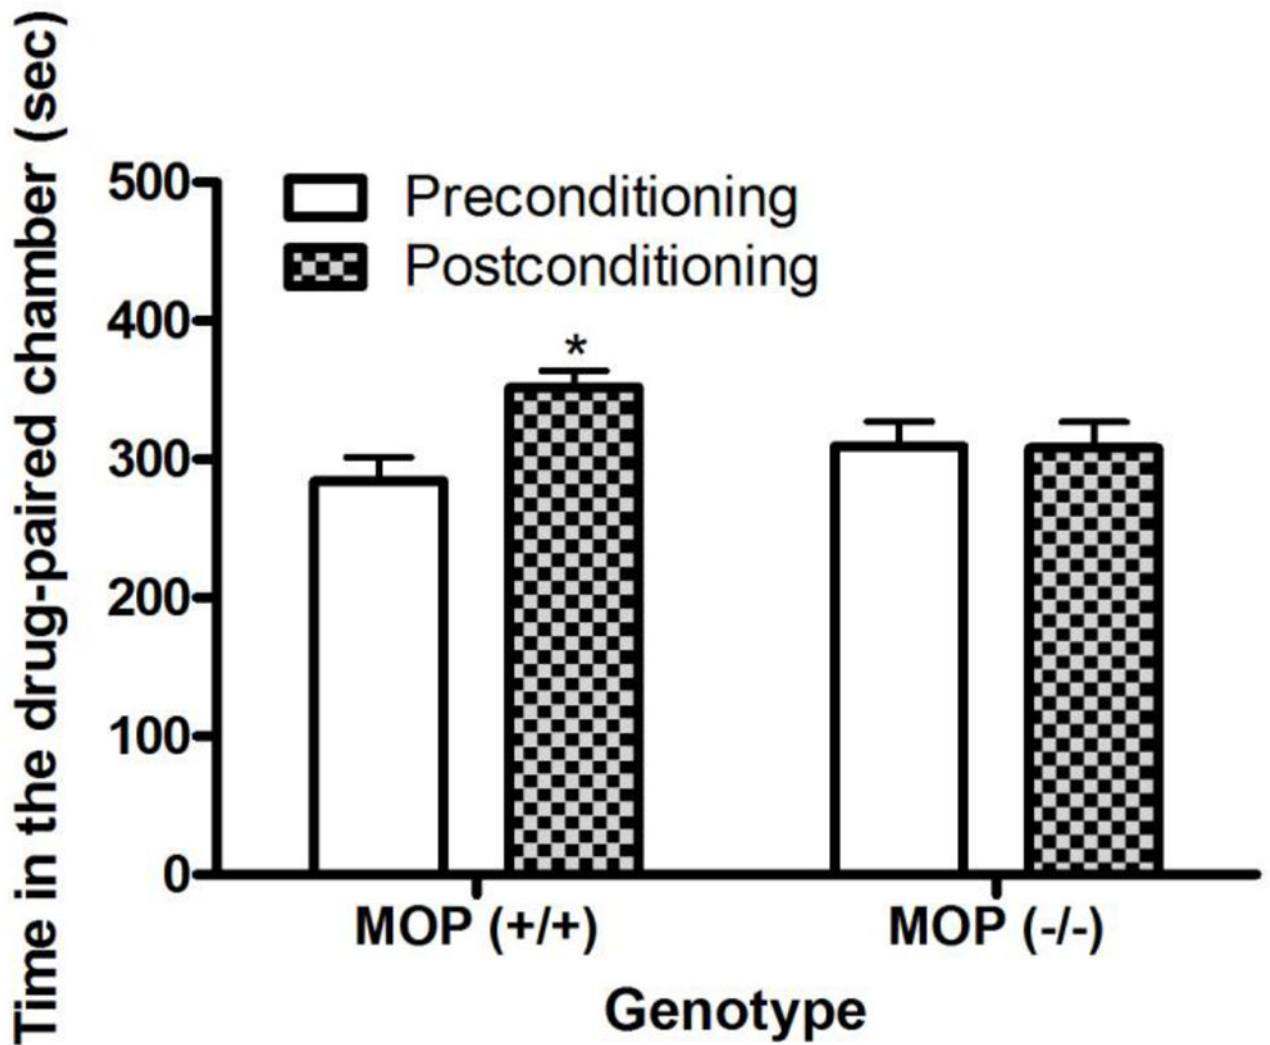 Time in the drug-paired chamber (sec)
500
400
300
200
100
0
Preconditioning
Postconditioning
*
MOP (+/+)
MOP (-/-)
Genotype